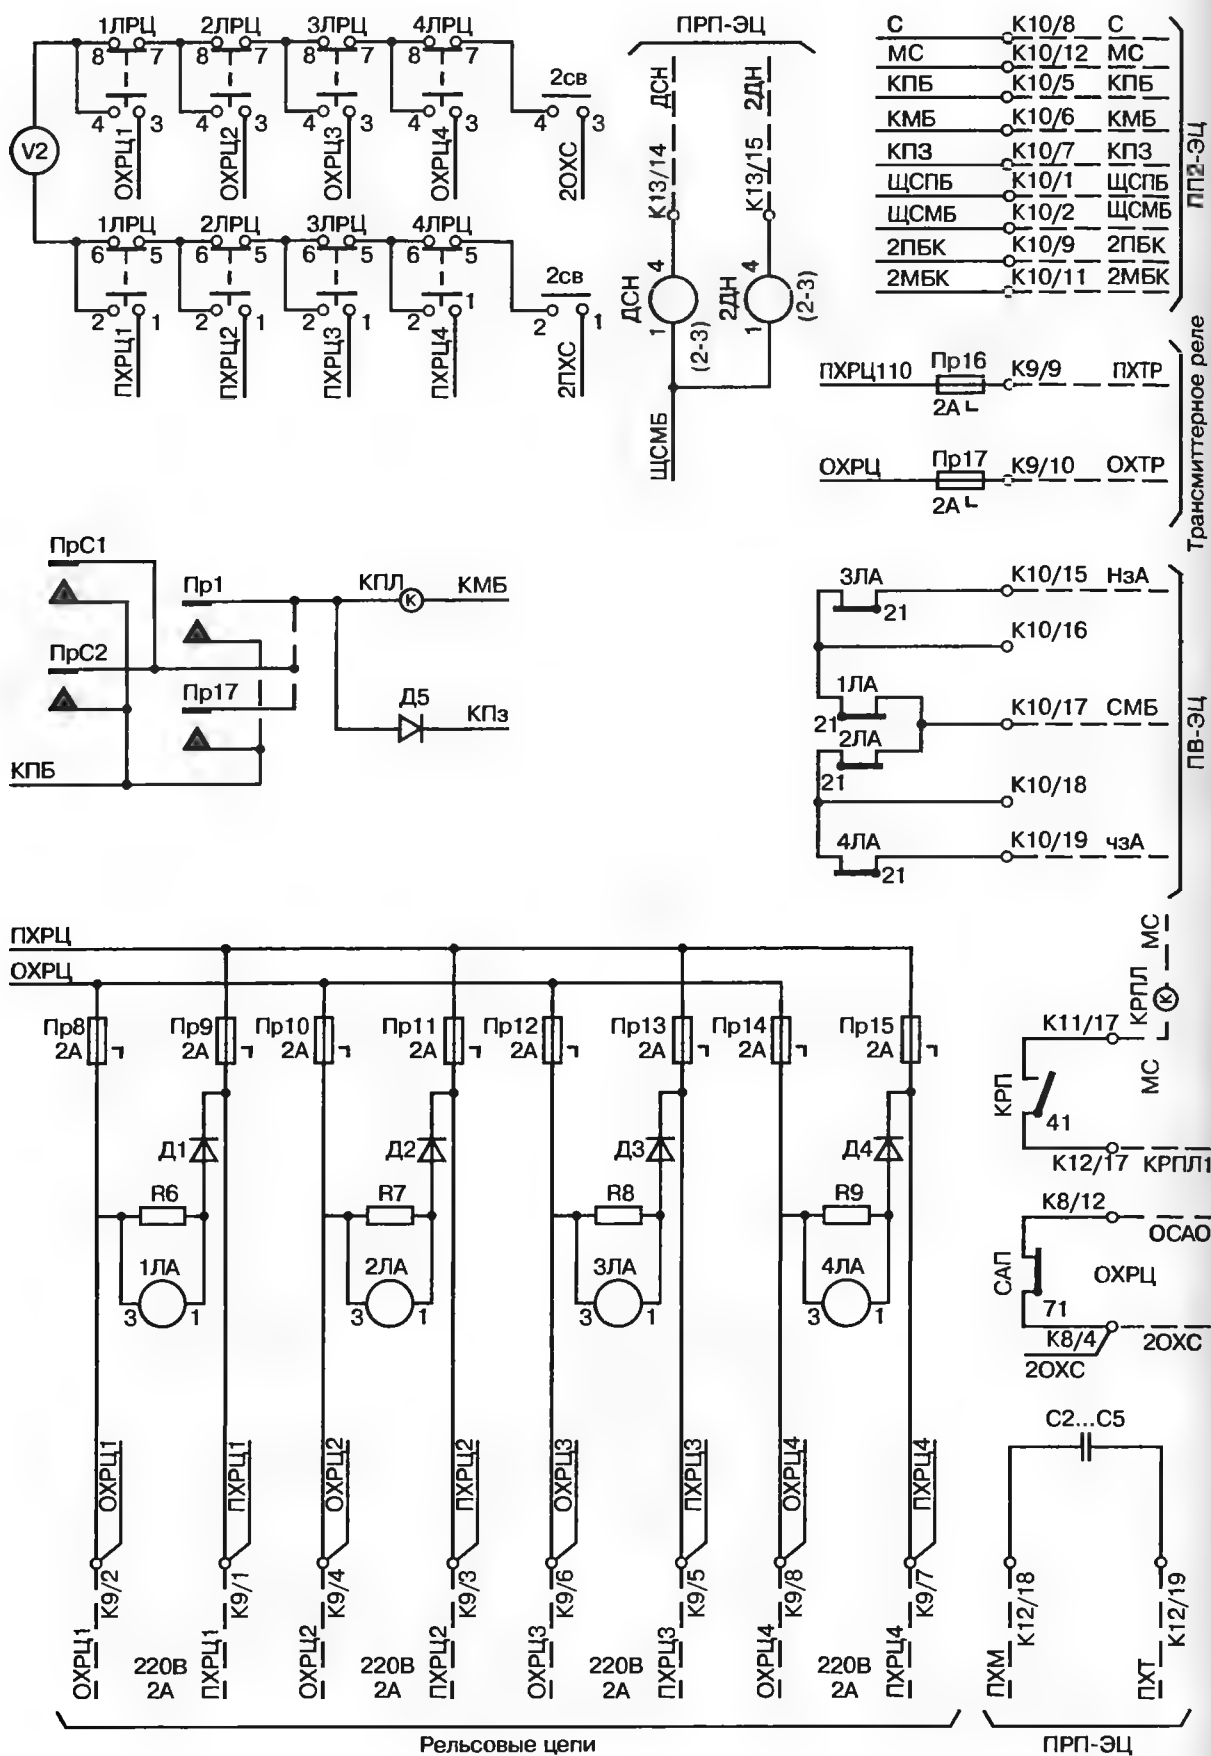 1ЛРЦ 2ЛРЦ 3ЛРЦ 4ЛРЦ
8 7 8 7 8 7 8 7
2св
4 3 4 3 4 3 4 3 4 3
ОХРЦ1 ОХРЦ2 ОХРЦ3 ОХРЦ4 2ОХС
V2
1ЛРЦ 2ЛРЦ 3ЛРЦ 4ЛРЦ
6 5 6 5 6 5 6 5
2св
2 1 2 1 2 1 2 1 2 1
ПХРЦ1 ПХРЦ2 ПХРЦ3 ПХРЦ4 2ПХС
ПРП-ЭЦ
ДСН 2ДН
К13/14 К13/15
4 4
ДСН 2ДН
1 (2-3) 1 (2-3)
ЩСМБ
С К10/8 С
МС К10/12 МС
КПБ К10/5 КПБ
КМБ К10/6 КМБ
КПЗ К10/7 КПЗ
ЩСПБ К10/1 ЩСПБ
ЩСМБ К10/2 ЩСМБ
2ПБК К10/9 2ПБК
2МБК К10/11 2МБК
ПП2-ЭЦ
ПХРЦ110 Пр16 К9/9 ПХТР
2А
ОХРЦ Пр17 К9/10 ОХТР
2А
Трансмиттерное реле
ПрС1
Пр1 КПЛ К КМБ
ПрС2
Пр17 Д5 КПз
КПБ
3ЛА К10/15 НзА
21
К10/16
1ЛА
21 К10/17 СМБ
2ЛА
21 К10/18
4ЛА К10/19 чзА
21
ПВ-ЭЦ
ПХРЦ
ОХРЦ
Пр8 Пр9 Пр10 Пр11 Пр12 Пр13 Пр14 Пр15
2А 2А 2А 2А 2А 2А 2А 2А
Д1 Д2 Д3 Д4
R6 R7 R8 R9
1ЛА 2ЛА 3ЛА 4ЛА
3 1 3 1 3 1 3 1
ОХРЦ1 ПХРЦ1 ОХРЦ2 ПХРЦ2 ОХРЦ3 ПХРЦ3 ОХРЦ4 ПХРЦ4
К9/2 К9/1 К9/4 К9/3 К9/6 К9/5 К9/8 К9/7
ОХРЦ1 ПХРЦ1 ОХРЦ2 ПХРЦ2 ОХРЦ3 ПХРЦ3 ОХРЦ4 ПХРЦ4
220В 220В 220В 220В
2А 2А 2А 2А
Рельсовые цепи
МС
КРПЛ К
К11/17
МС
КРП
41
К12/17 КРПЛ1
К8/12
ОСАО
САП ОХРЦ
71
К8/4 2ОХС
2ОХС
С2...С5
К12/18 К12/19
ПХМ ПХТ
ПРП-ЭЦ